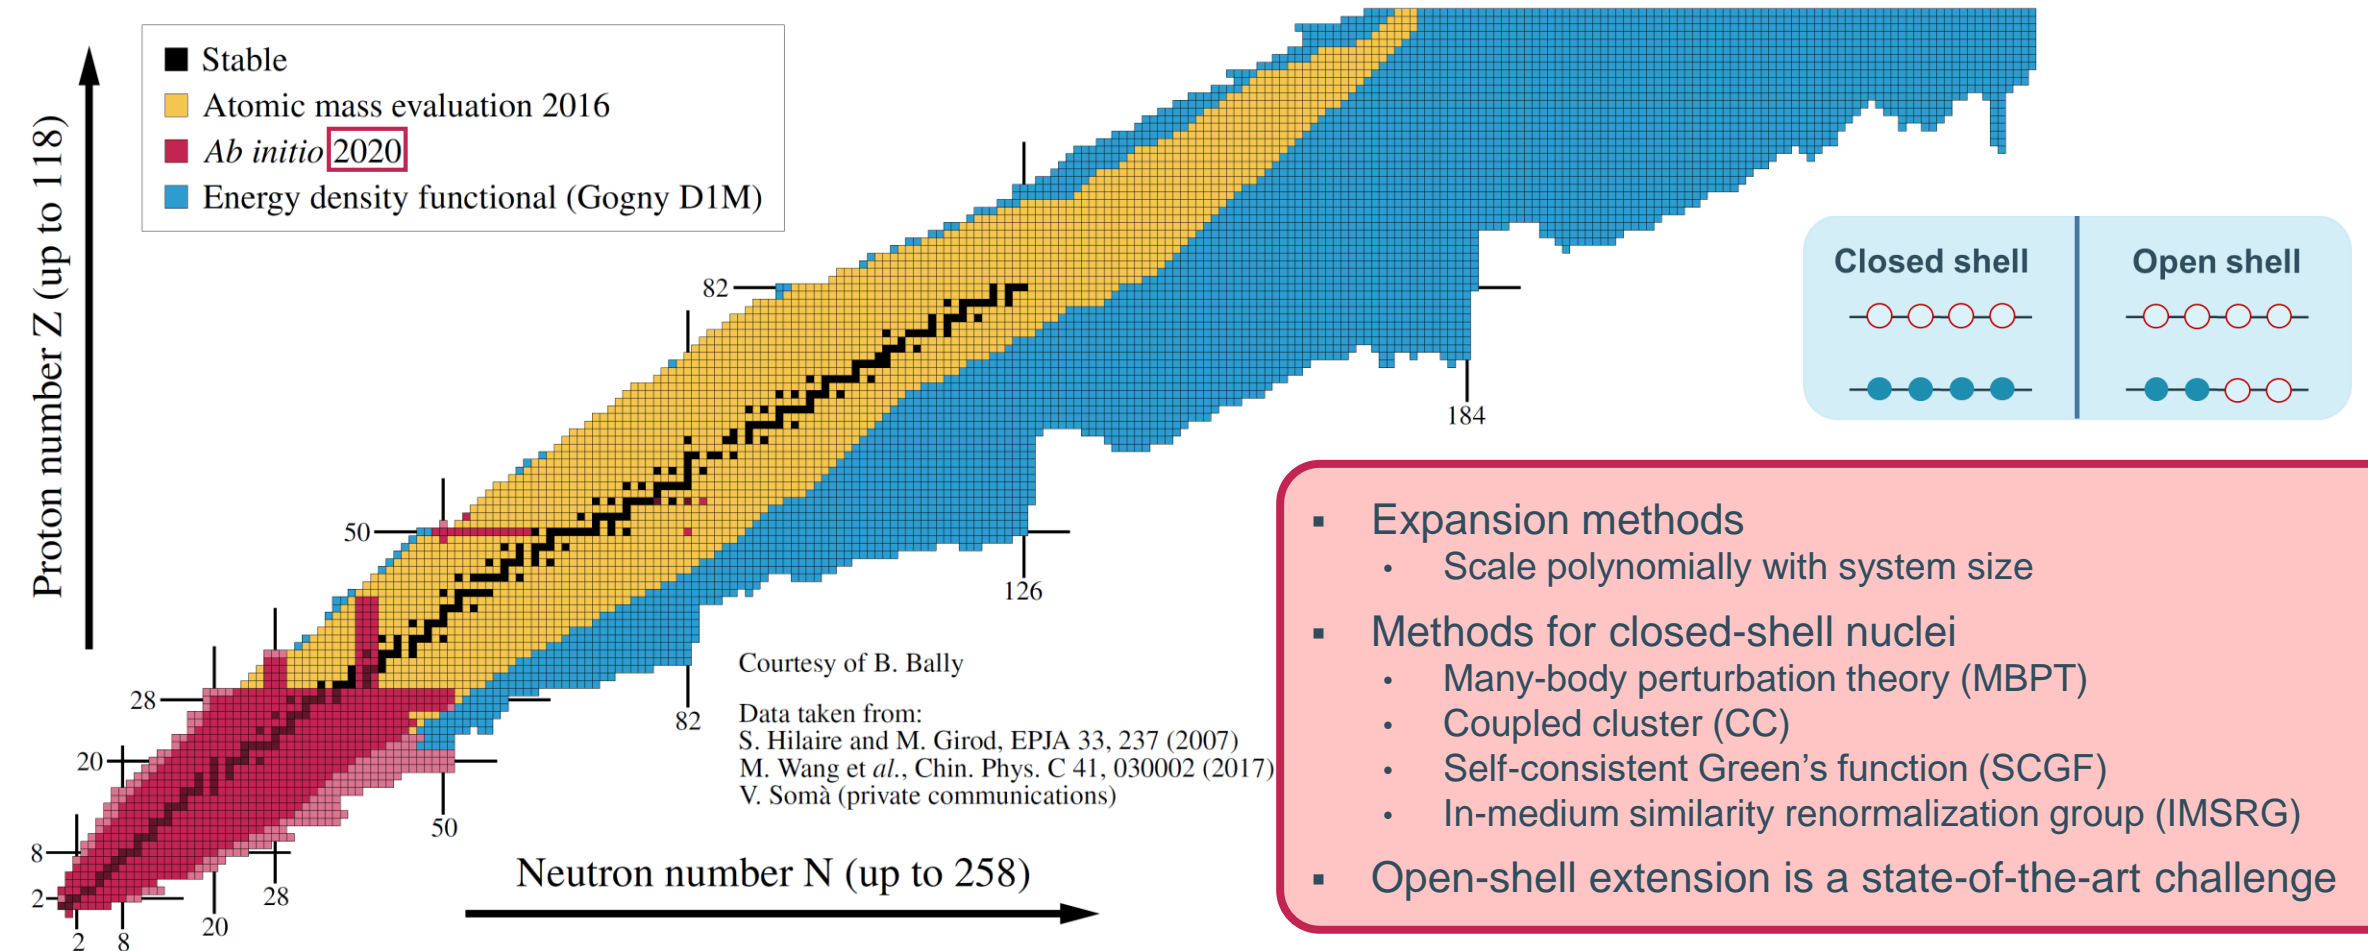 Stable
Atomic mass evaluation 2016
Ab initio 2020
Energy density functional (Gogny D1M)
Proton number Z (up to 118)
82
50
28
20
8
2
2
8
20
28
50
82
126
184
Neutron number N (up to 258)
Courtesy of B. Bally
Data taken from:
S. Hilaire and M. Girod, EPJA 33, 237 (2007)
M. Wang et al., Chin. Phys. C 41, 030002 (2017)
V. Somà (private communications)
Closed shell
Open shell
▪ Expansion methods
• Scale polynomially with system size
▪ Methods for closed-shell nuclei
• Many-body perturbation theory (MBPT)
• Coupled cluster (CC)
• Self-consistent Green’s function (SCGF)
• In-medium similarity renormalization group (IMSRG)
▪ Open-shell extension is a state-of-the-art challenge